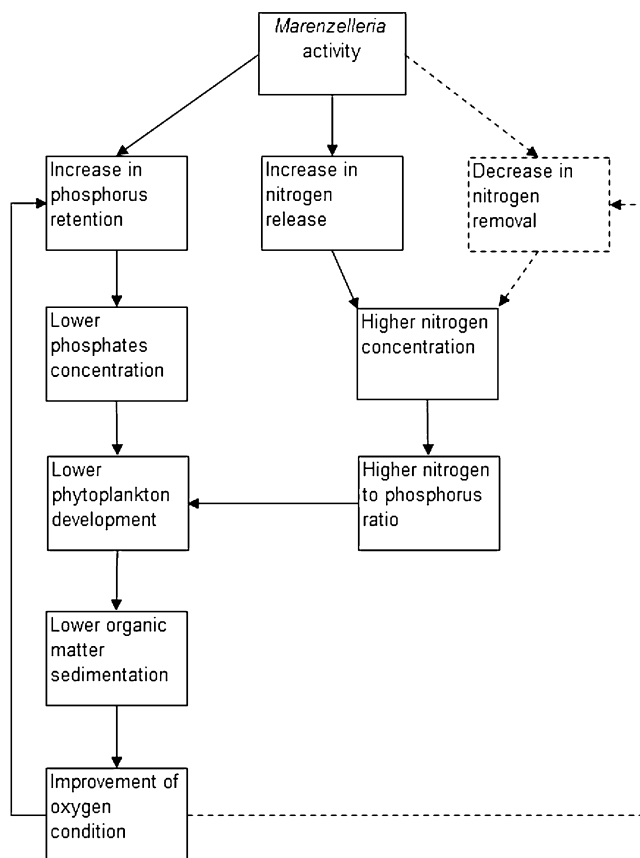 Marenzelleria
activity
Increase in
phosphorus
retention
Increase in
nitrogen
release
Decrease in
nitrogen
removal
Lower
phosphates
concentration
Higher nitrogen
concentration
Lower
phytoplankton
development
Higher nitrogen
to phosphorus
ratio
Lower organic
matter
sedimentation
Improvement of
oxygen
condition